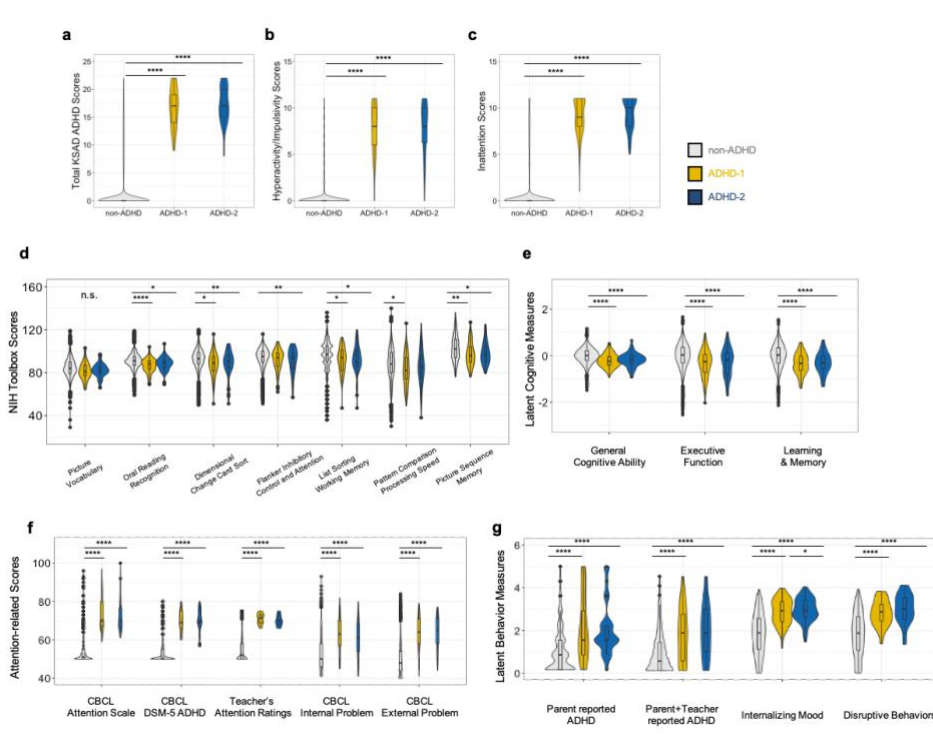 a
Total KSAD ADHD Scores
25
20
15
10
5
0
****
****
non-ADHD ADHD-1 ADHD-2
b
Hyperactivity/Impulsivity Scores
15
10
5
0
****
****
non-ADHD ADHD-1 ADHD-2
c
Inattention Scores
15
10
5
0
****
****
non-ADHD ADHD-1 ADHD-2
non-ADHD
ADHD-1
ADHD-2
d
NIH Toolbox Scores
160
120
80
40
n.s.
*
****
**
*
**
*
*
*
*
**
Picture
Vocabulary
Oral Reading
Recognition
Dimensional
Change Card Sort
Flanker Inhibitory
Control and Attention
List Sorting
Working Memory
Pattern Comparison
Processing Speed
Picture Sequence
Memory
e
Latent Cognitive Measures
2
0
-2
****
****
****
****
****
****
General
Cognitive Ability
Executive
Function
Learning
& Memory
f
Attention-related Scores
100
80
60
40
****
****
****
****
****
****
****
****
****
****
CBCL
Attention Scale
CBCL
DSM-5 ADHD
Teacher's
Attention Ratings
CBCL
Internal Problem
CBCL
External Problem
g
Latent Behavior Measures
6
4
2
0
****
****
****
****
****
****
*
****
****
Parent reported
ADHD
Parent+Teacher
reported ADHD
Internalizing Mood
Disruptive Behaviors